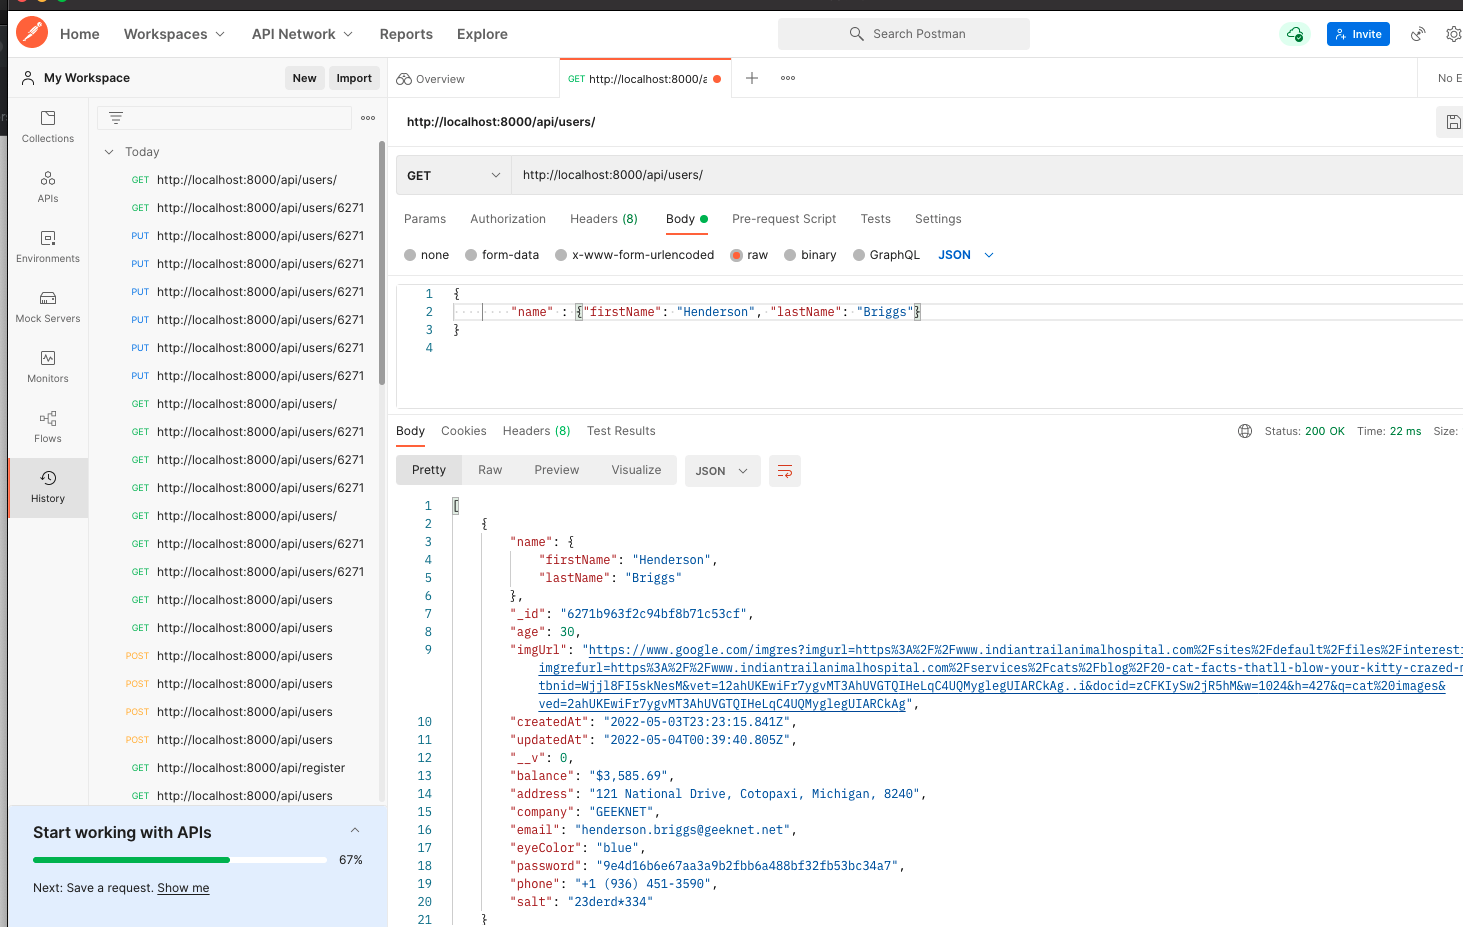 Home
Workspaces
API Network
Reports
Explore
Search Postman
Invite
My Workspace
New
Import
Overview
GET http://localhost:8000/a
No E
Collections
APIs
Environments
Mock Servers
Monitors
Flows
History
Today
GET http://localhost:8000/api/users/
GET http://localhost:8000/api/users/6271
PUT http://localhost:8000/api/users/6271
PUT http://localhost:8000/api/users/6271
PUT http://localhost:8000/api/users/6271
PUT http://localhost:8000/api/users/6271
PUT http://localhost:8000/api/users/6271
PUT http://localhost:8000/api/users/6271
GET http://localhost:8000/api/users/
GET http://localhost:8000/api/users/6271
GET http://localhost:8000/api/users/6271
GET http://localhost:8000/api/users/6271
GET http://localhost:8000/api/users/
GET http://localhost:8000/api/users/6271
GET http://localhost:8000/api/users/6271
GET http://localhost:8000/api/users
GET http://localhost:8000/api/users
POST http://localhost:8000/api/users
POST http://localhost:8000/api/users
POST http://localhost:8000/api/users
POST http://localhost:8000/api/users
GET http://localhost:8000/api/register
GET http://localhost:8000/api/users
Start working with APIs
67%
Next: Save a request. Show me
http://localhost:8000/api/users/
GET
http://localhost:8000/api/users/
Params
Authorization
Headers (8)
Body
Pre-request Script
Tests
Settings
none
form-data
x-www-form-urlencoded
raw
binary
GraphQL
JSON
1 {
2 "name" : {"firstName": "Henderson", "lastName": "Briggs"}
3 }
4
Body
Cookies
Headers (8)
Test Results
Status: 200 OK
Time: 22 ms
Size:
Pretty
Raw
Preview
Visualize
JSON
1 [
2 {
3 "name": {
4 "firstName": "Henderson",
5 "lastName": "Briggs"
6 },
7 "_id": "6271b963f2c94bf8b71c53cf",
8 "age": 30,
9 "imgUrl": "https://www.google.com/imgres?imgurl=https%3A%2F%2Fwww.indiantrailanimalhospital.com%2Fsites%2Fdefault%2Ffiles%2Finteresti
imgrefurl=https%3A%2F%2Fwww.indiantrailanimalhospital.com%2Fservices%2Fcats%2Fblog%2F20-cat-facts-thatll-blow-your-kitty-crazed-m
tbnid=Wjjl8FI5skNesM&vet=12ahUKEwiFr7ygvMT3AhUVGTQIHeLqC4UQMyglegUIARCkAg..i&docid=zCFKIySw2jR5hM&w=1024&h=427&q=cat%20images&
ved=2ahUKEwiFr7ygvMT3AhUVGTQIHeLqC4UQMyglegUIARCkAg",
10 "createdAt": "2022-05-03T23:23:15.841Z",
11 "updatedAt": "2022-05-04T00:39:40.805Z",
12 "__v": 0,
13 "balance": "$3,585.69",
14 "address": "121 National Drive, Cotopaxi, Michigan, 8240",
15 "company": "GEEKNET",
16 "email": "henderson.briggs@geeknet.net",
17 "eyeColor": "blue",
18 "password": "9e4d16b6e67aa3a9b2fbb6a488bf32fb53bc34a7",
19 "phone": "+1 (936) 451-3590",
20 "salt": "23derd*334"
21 }